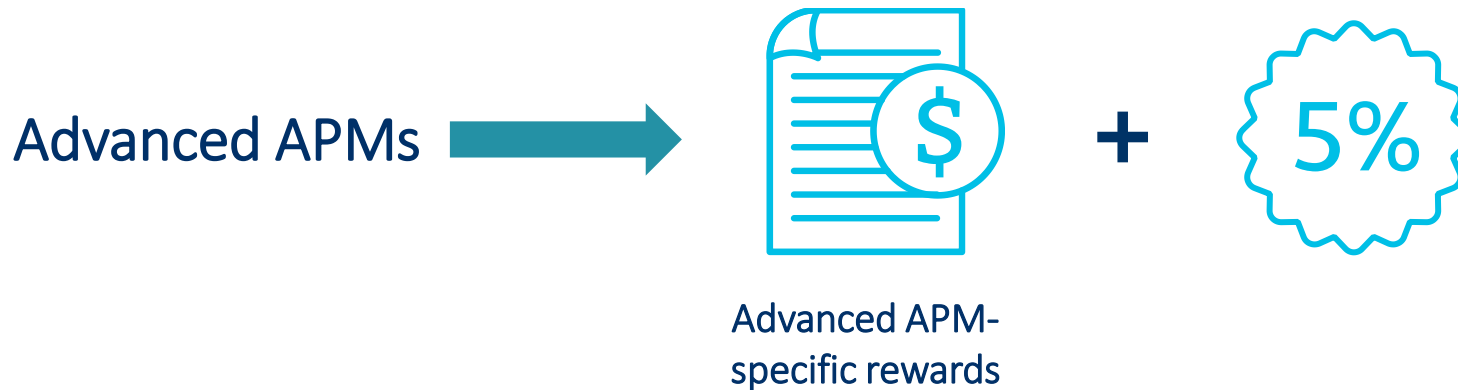 Advanced APMs
$
+
5%
Advanced APM-
specific rewards